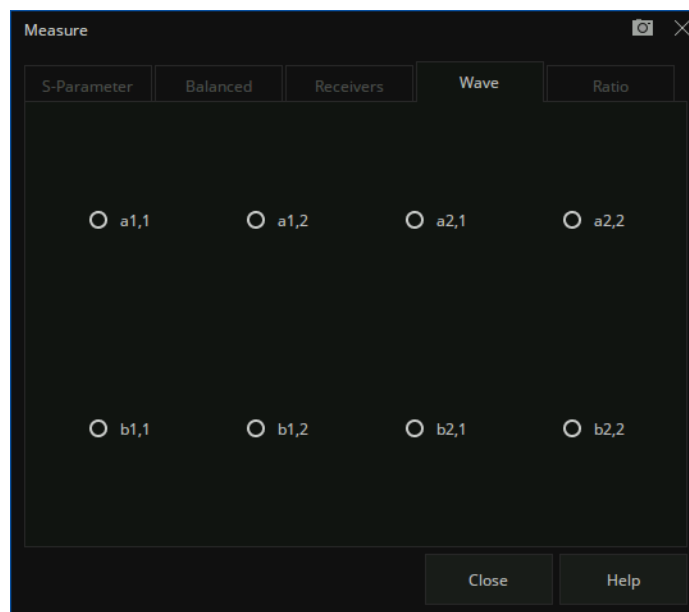 Measure
S-Parameter Balanced Receivers Wave Ratio
a1,1 a1,2 a2,1 a2,2
b1,1 b1,2 b2,1 b2,2
Close Help